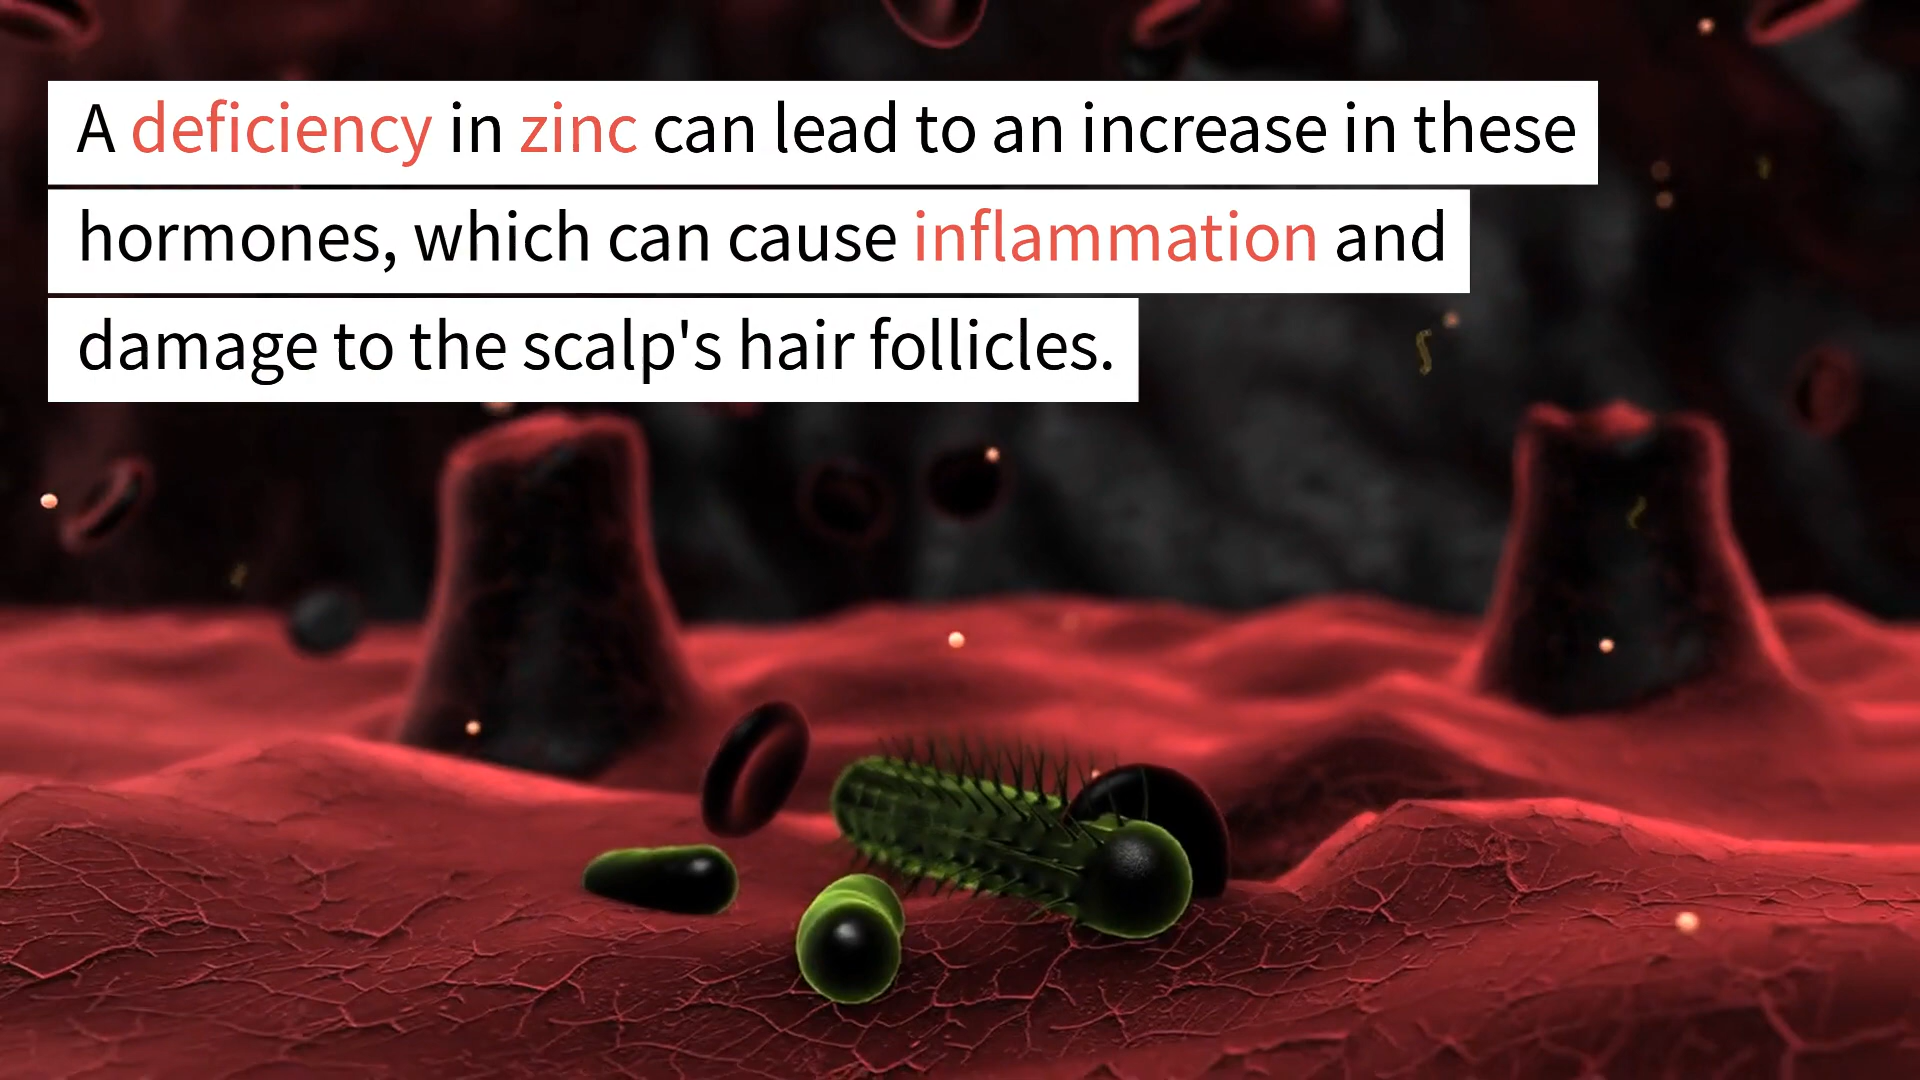 A deficiency in zinc can lead to an increase in these
hormones, which can cause inflammation and
damage to the scalp's hair follicles.